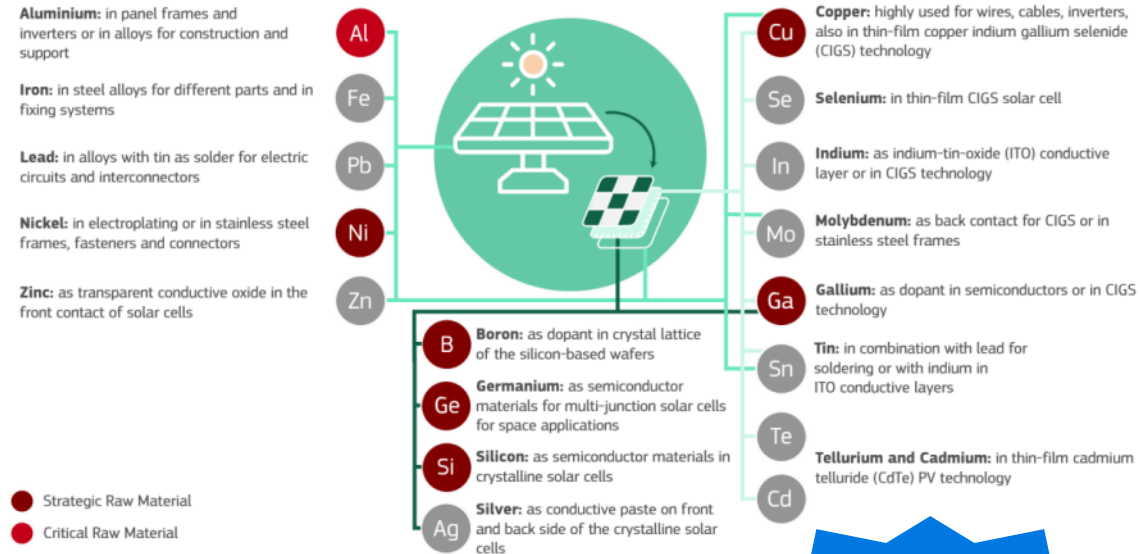 Aluminium: in panel frames and
inverters or in alloys for construction and
support
Al
Iron: in steel alloys for different parts and in
fixing systems
Fe
Lead: in alloys with tin as solder for electric
circuits and interconnectors
Pb
Nickel: in electroplating or in stainless steel
frames, fasteners and connectors
Ni
Zinc: as transparent conductive oxide in the
front contact of solar cells
Zn
B
Boron: as dopant in crystal lattice
of the silicon-based wafers
Ge
Germanium: as semiconductor
materials for multi-junction solar cells
for space applications
Si
Silicon: as semiconductor materials in
crystalline solar cells
Ag
Silver: as conductive paste on front
and back side of the crystalline solar
cells
Cu
Copper: highly used for wires, cables, inverters,
also in thin-film copper indium gallium selenide
(CIGS) technology
Se
Selenium: in thin-film CIGS solar cell
In
Indium: as indium-tin-oxide (ITO) conductive
layer or in CIGS technology
Mo
Molybdenum: as back contact for CIGS or in
stainless steel frames
Ga
Gallium: as dopant in semiconductors or in CIGS
technology
Sn
Tin: in combination with lead for
soldering or with indium in
ITO conductive layers
Te
Cd
Tellurium and Cadmium: in thin-film cadmium
telluride (CdTe) PV technology
Strategic Raw Material
Critical Raw Material